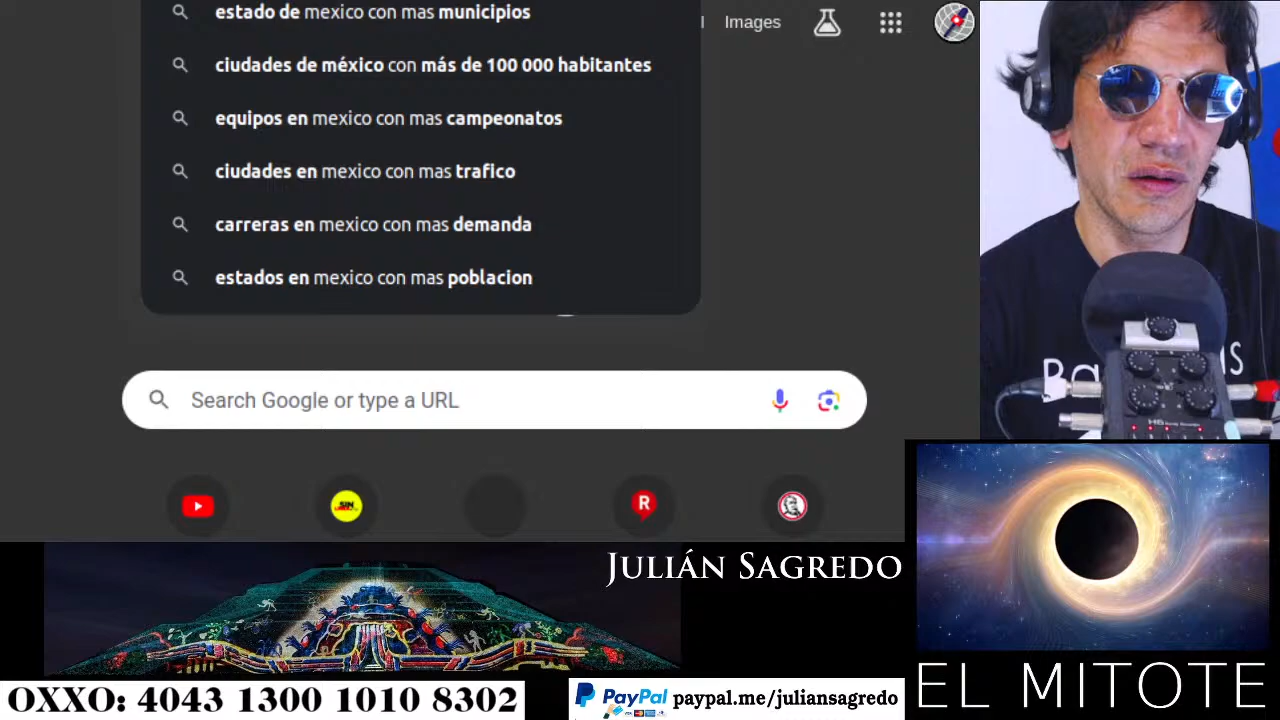 estado de mexico con mas municipios
Images
ciudades de méxico con más de 100 000 habitantes
equipos en mexico con mas campeonatos
ciudades en mexico con mas trafico
carreras en mexico con mas demanda
estados en mexico con mas poblacion
Search Google or type a URL
SIN
R
H6
JULIÁN SAGREDO
EL MITOTE
OXXO: 4043 1300 1010 8302
PayPal paypal.me/juliansagredo